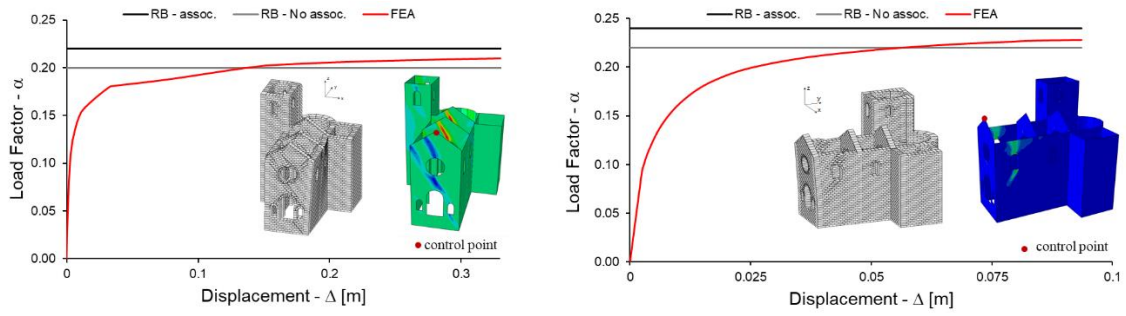 RB - assoc. RB - No assoc. FEA
0.25
0.20
0.15
0.10
0.05
0.00
Load Factor - α
0 0.1 0.2 0.3
Displacement - Δ [m]
control point
RB - assoc. RB - No assoc. FEA
0.25
0.20
0.15
0.10
0.05
0.00
Load Factor - α
0 0.025 0.05 0.075 0.1
Displacement - Δ [m]
control point